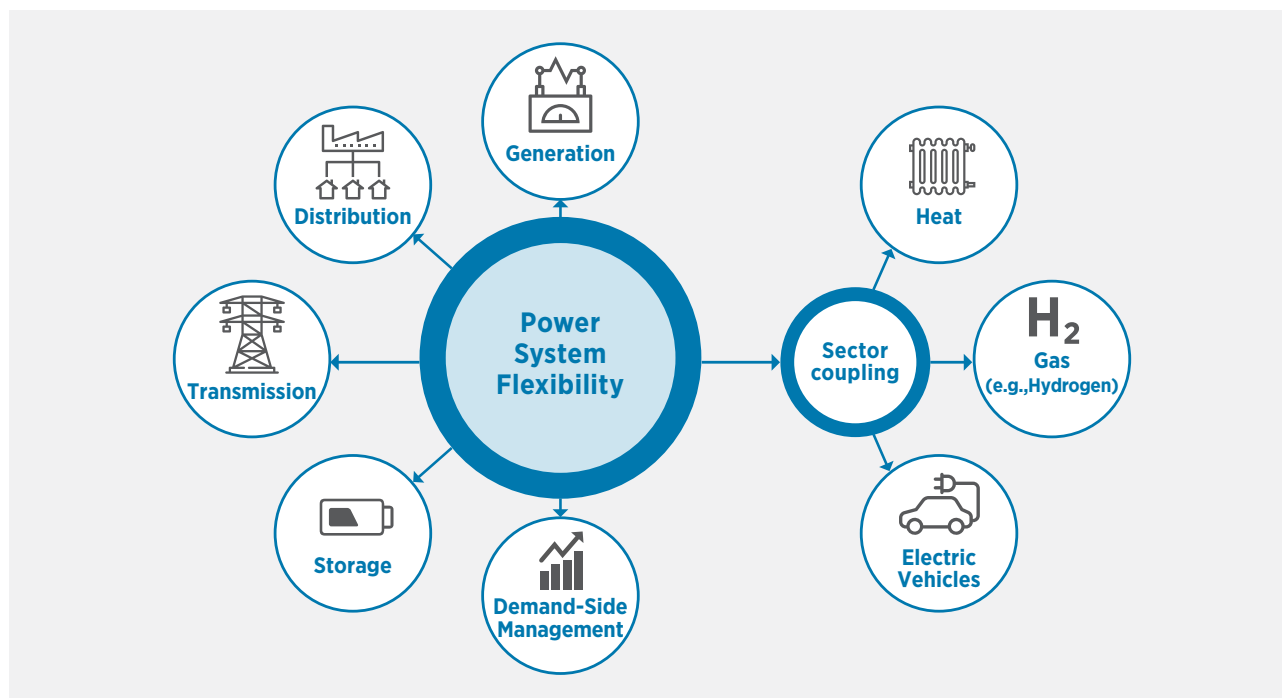 Generation
Distribution
Heat
Power
System
Flexibility
Sector
coupling
H2
Gas
(e.g.,Hydrogen)
Transmission
Storage
Electric
Vehicles
Demand-Side
Management